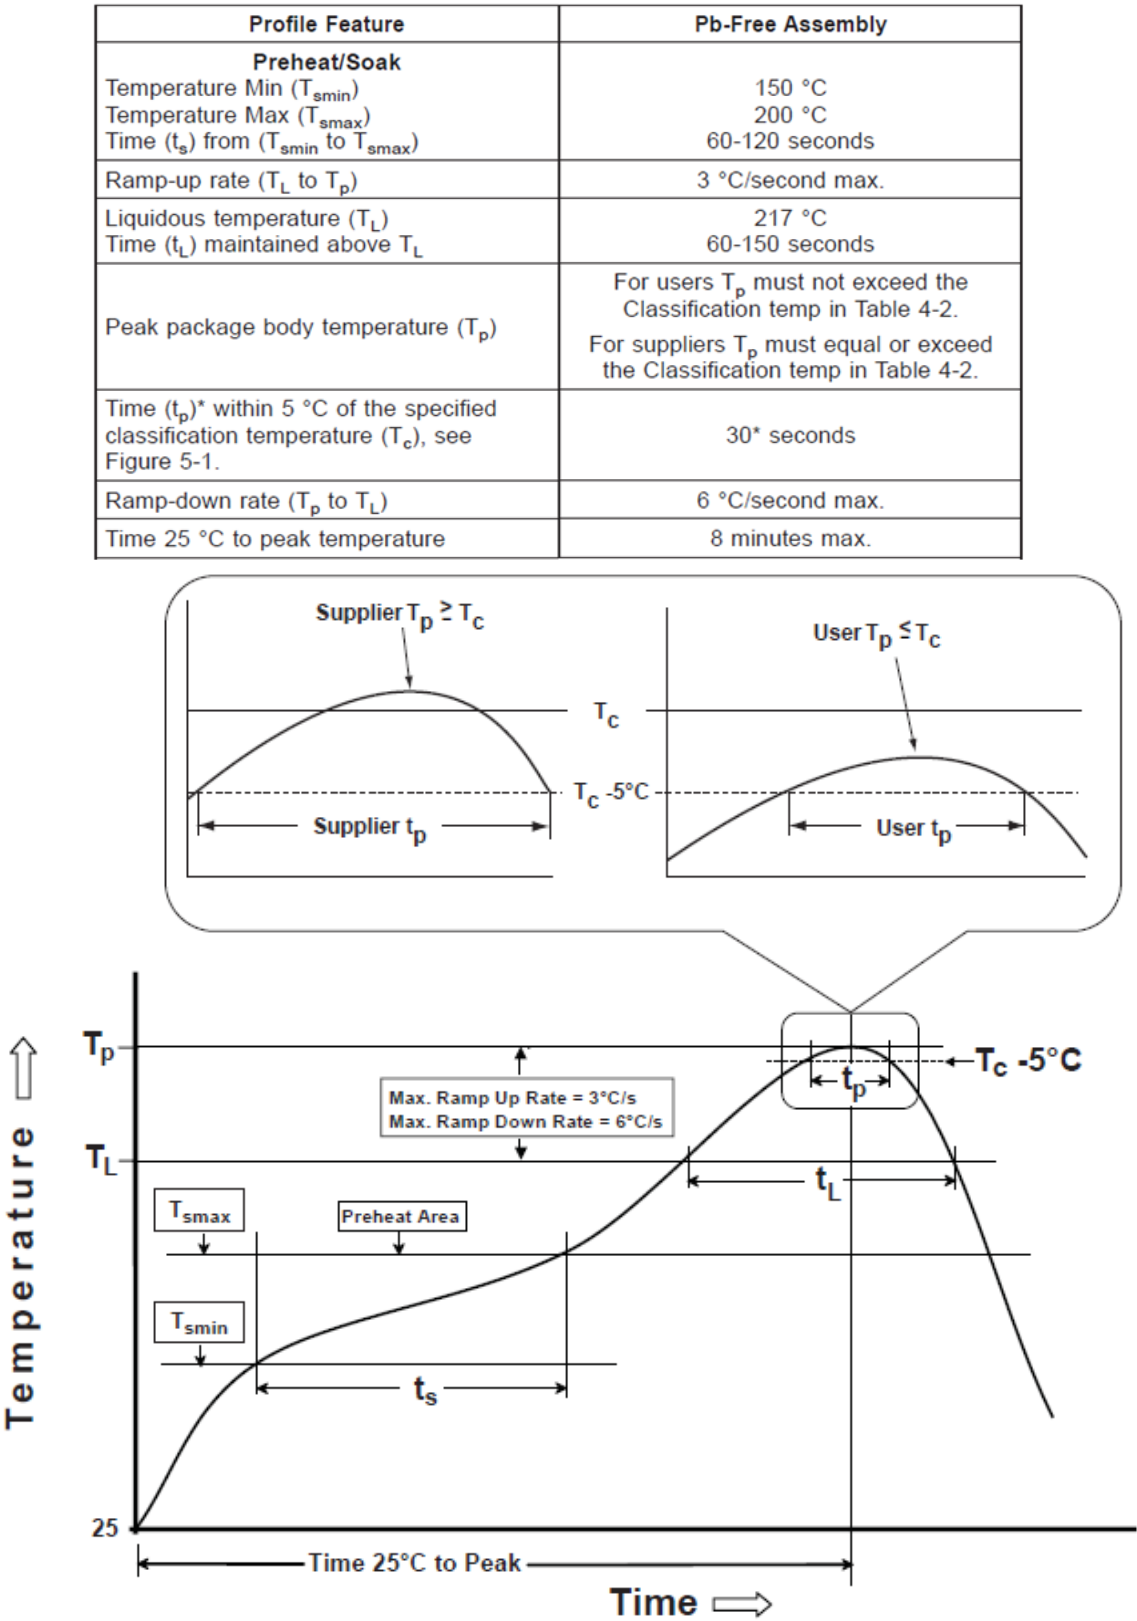 Profile Feature
Pb-Free Assembly
Preheat/Soak
Temperature Min (Tsmin)
150 °C
Temperature Max (Tsmax)
200 °C
Time (ts) from (Tsmin to Tsmax)
60-120 seconds
Ramp-up rate (TL to Tp)
3 °C/second max.
Liquidous temperature (TL)
217 °C
Time (tL) maintained above TL
60-150 seconds
Peak package body temperature (Tp)
For users Tp must not exceed the
Classification temp in Table 4-2.
For suppliers Tp must equal or exceed
the Classification temp in Table 4-2.
Time (tp)* within 5 °C of the specified
classification temperature (Tc), see
Figure 5-1.
30* seconds
Ramp-down rate (Tp to TL)
6 °C/second max.
Time 25 °C to peak temperature
8 minutes max.
Supplier Tp ≥ Tc
User Tp ≤ Tc
Tc
Tc -5°C
Supplier tp
User tp
Tp
Tc -5°C
tp
Max. Ramp Up Rate = 3°C/s
Max. Ramp Down Rate = 6°C/s
TL
tL
Tsmax
Preheat Area
Tsmin
ts
Temperature
25
Time 25°C to Peak
Time